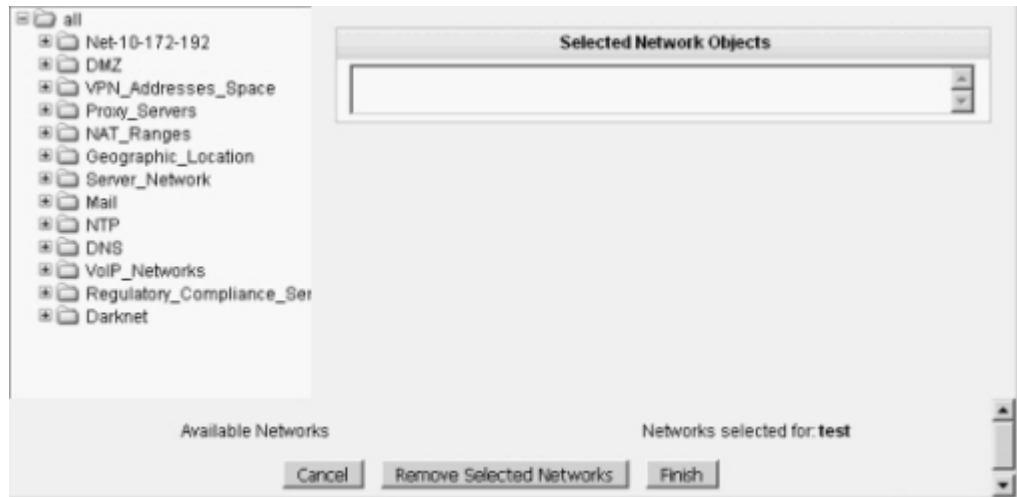 all
Net-10-172-192
DMZ
VPN_Addresses_Space
Proxy_Servers
NAT_Ranges
Geographic_Location
Server_Network
Mail
NTP
DNS
VoIP_Networks
Regulatory_Compliance_Ser
Darknet
Selected Network Objects
Available Networks
Networks selected for: test
Cancel
Remove Selected Networks
Finish